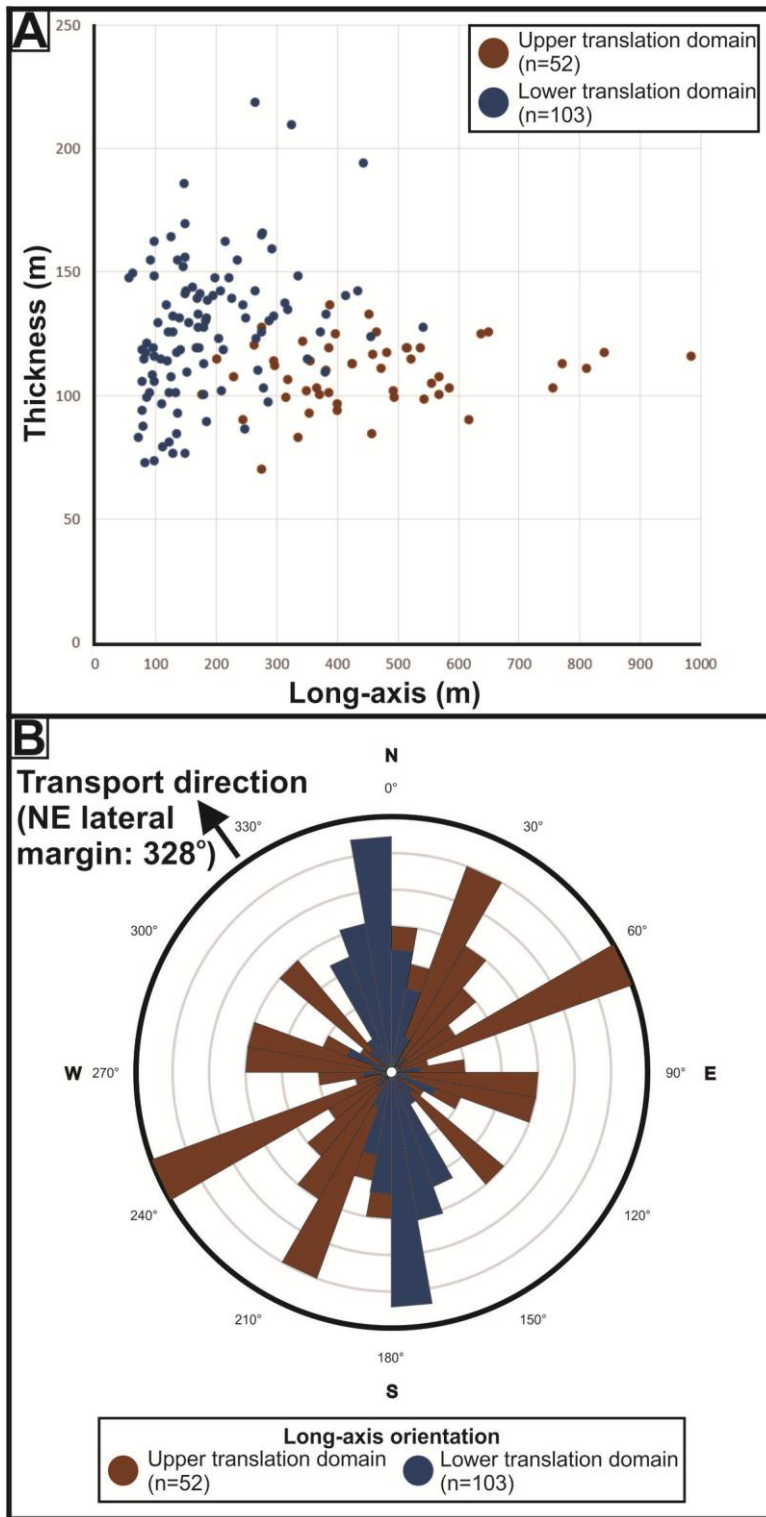 A
250
Upper translation domain
(n=52)
Lower translation domain
(n=103)
200
150
100
50
0
Thickness (m)
0 100 200 300 400 500 600 700 800 900 1000
Long-axis (m)
B
Transport direction
(NE lateral
margin: 328°)
N
0°
330°
30°
300°
60°
W 270°
90° E
240°
120°
210°
150°
180°
S
Long-axis orientation
Upper translation domain
(n=52)
Lower translation domain
(n=103)